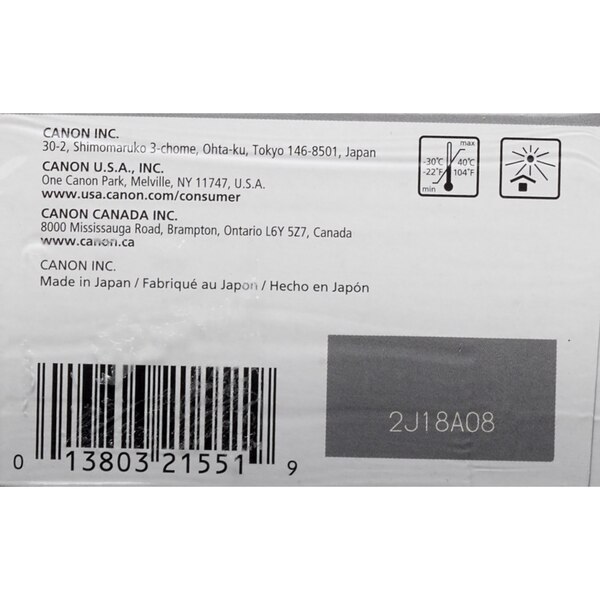 CANON INC.
30-2, Shimomaruko 3-chome, Ohta-ku, Tokyo 146-8501, Japan
CANON U.S.A., INC.
One Canon Park, Melville, NY 11747, U.S.A.
www.usa.canon.com/consumer
CANON CANADA INC.
8000 Mississauga Road, Brampton, Ontario L6Y 5Z7, Canada
www.canon.ca
CANON INC.
Made in Japan / Fabriqué au Japon / Hecho en Japón
max
-30°C 40°C
-22°F 104°F
min
2J18A08
0 13803 21551 9